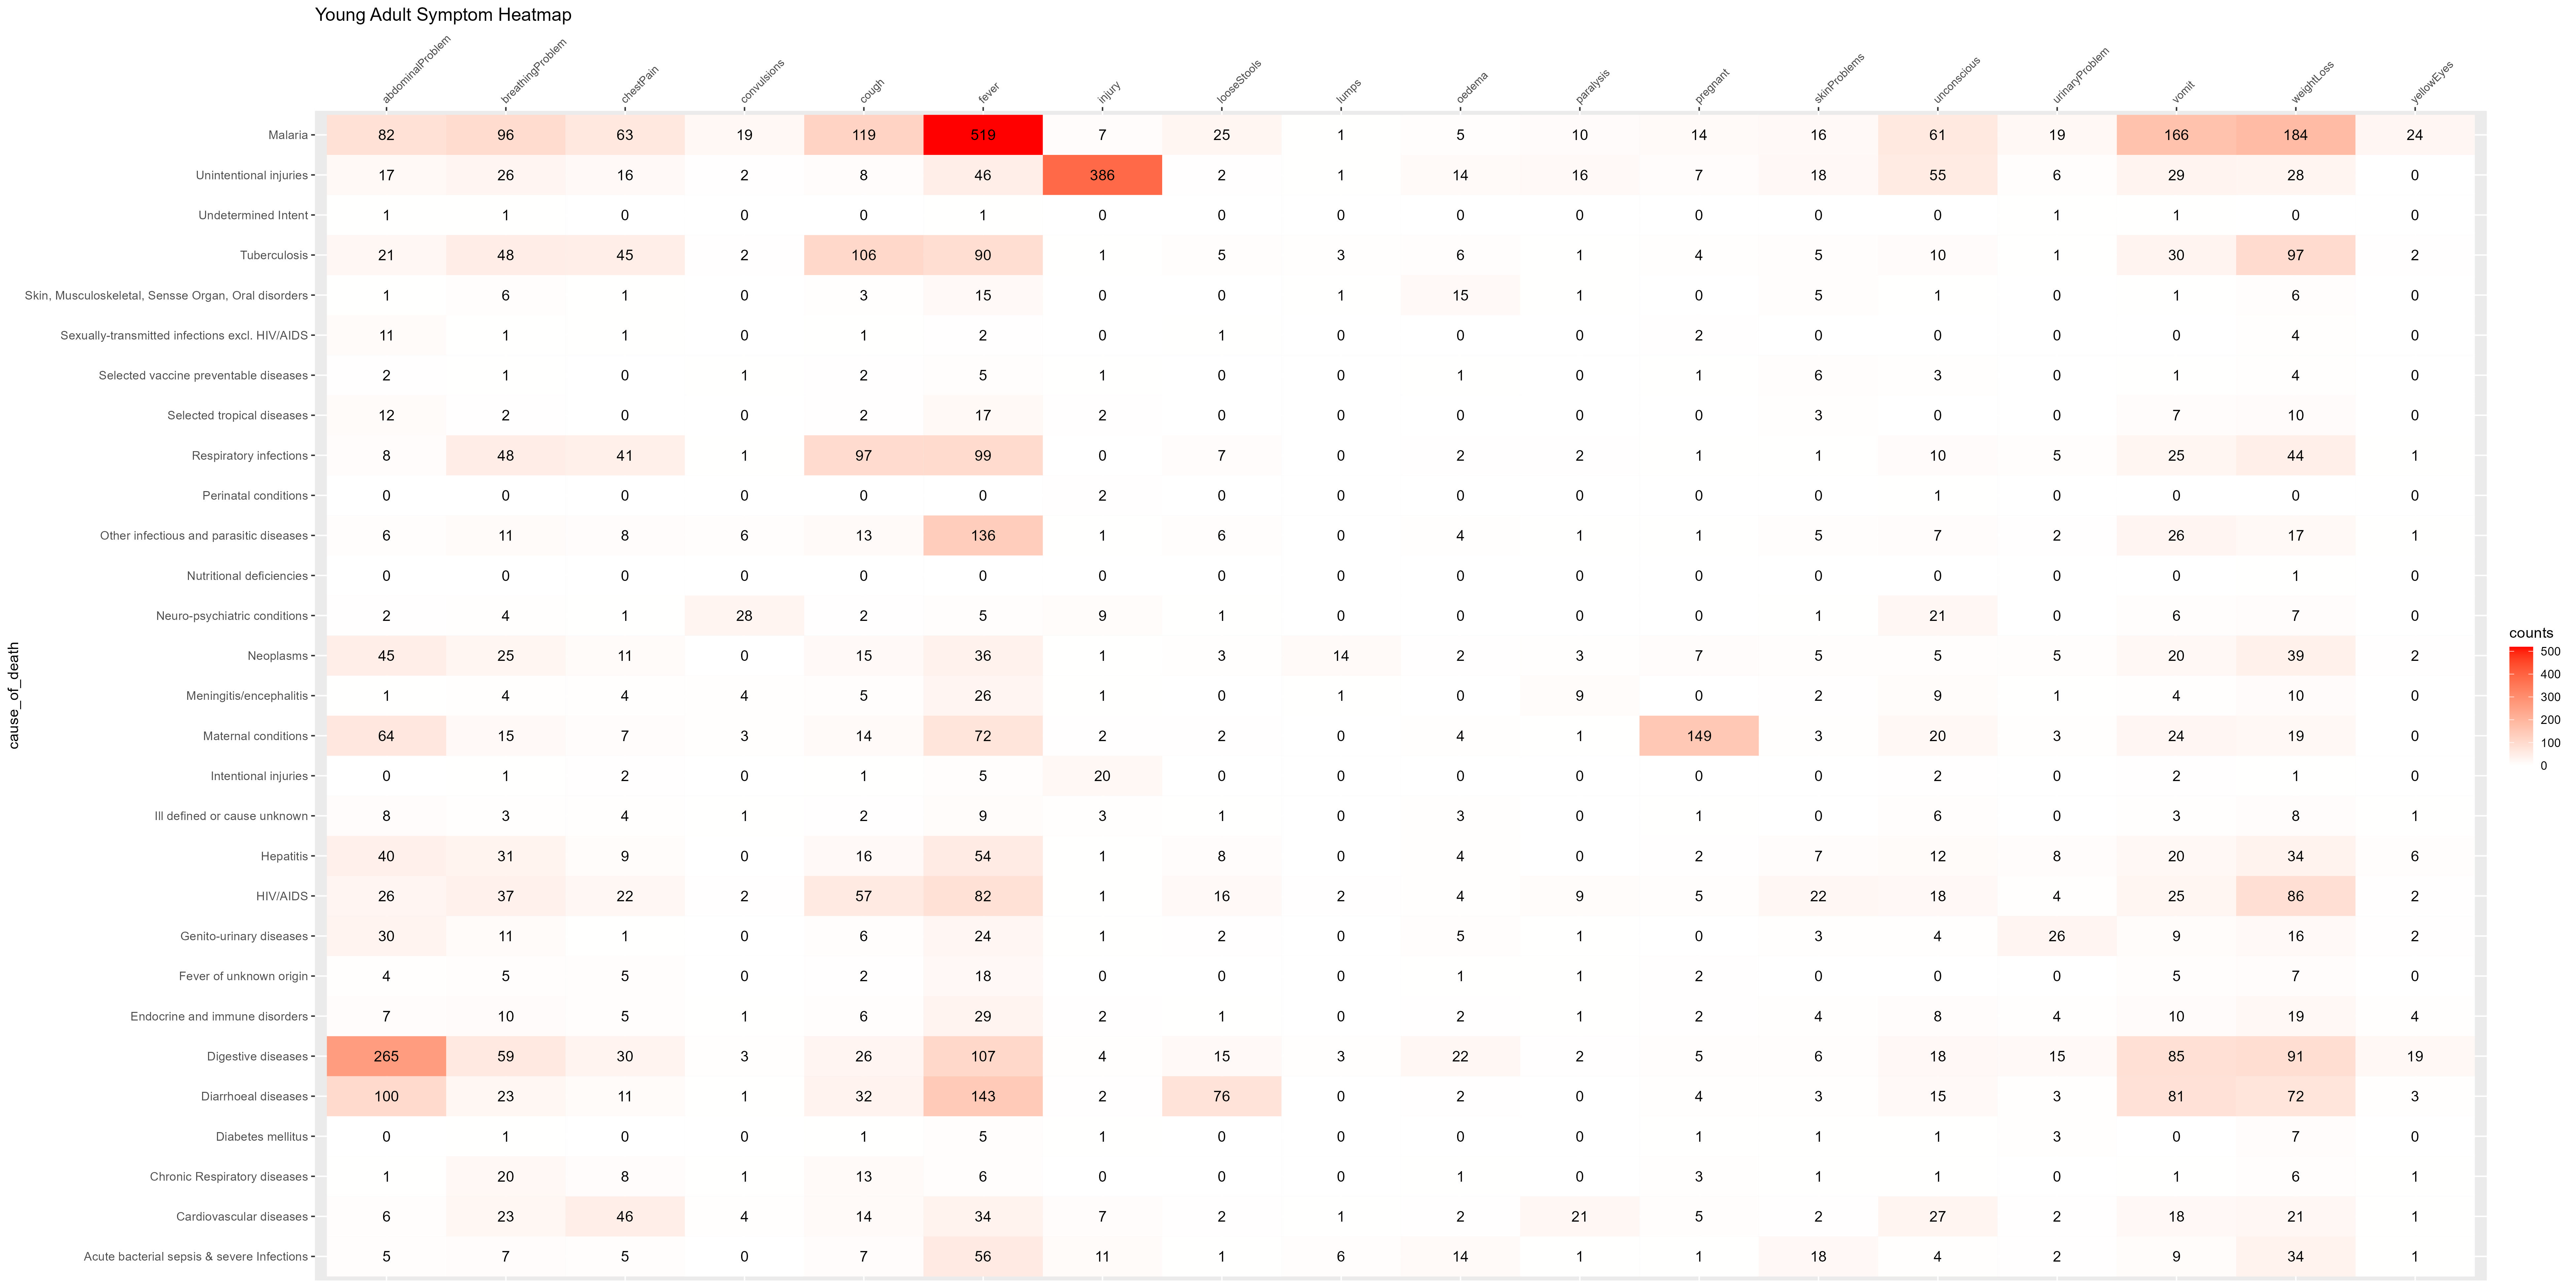 Young Adult Symptom Heatmap
abdominalProblem breathingProblem chestPain convulsions cough fever injury looseStools lumps oedema paralysis pregnant skinProblems unconscious urinaryProblem vomit weightLoss yellowEyes
Malaria 82 96 63 19 119 519 7 25 1 5 10 14 16 61 19 166 184 24
Unintentional injuries 17 26 16 2 8 46 386 2 1 14 16 7 18 55 6 29 28 0
Undetermined Intent 1 1 0 0 0 1 0 0 0 0 0 0 0 0 1 1 0 0
Tuberculosis 21 48 45 2 106 90 1 5 3 6 1 4 5 10 1 30 97 2
Skin, Musculoskeletal, Sensse Organ, Oral disorders 1 6 1 0 3 15 0 0 1 15 1 0 5 1 0 1 6 0
Sexually-transmitted infections excl. HIV/AIDS 11 1 1 0 1 2 0 1 0 0 0 2 0 0 0 0 4 0
Selected vaccine preventable diseases 2 1 0 1 2 5 1 0 0 1 0 1 6 3 0 1 4 0
Selected tropical diseases 12 2 0 0 2 17 2 0 0 0 0 0 3 0 0 7 10 0
Respiratory infections 8 48 41 1 97 99 0 7 0 2 2 1 1 10 5 25 44 1
Perinatal conditions 0 0 0 0 0 0 2 0 0 0 0 0 0 1 0 0 0 0
Other infectious and parasitic diseases 6 11 8 6 13 136 1 6 0 4 1 1 5 7 2 26 17 1
Nutritional deficiencies 0 0 0 0 0 0 0 0 0 0 0 0 0 0 0 0 1 0
Neuro-psychiatric conditions 2 4 1 28 2 5 9 1 0 0 0 0 1 21 0 6 7 0
Neoplasms 45 25 11 0 15 36 1 3 14 2 3 7 5 5 5 20 39 2
Meningitis/encephalitis 1 4 4 4 5 26 1 0 1 0 9 0 2 9 1 4 10 0
Maternal conditions 64 15 7 3 14 72 2 2 0 4 1 149 3 20 3 24 19 0
Intentional injuries 0 1 2 0 1 5 20 0 0 0 0 0 0 2 0 2 1 0
Ill defined or cause unknown 8 3 4 1 2 9 3 1 0 3 0 1 0 6 0 3 8 1
Hepatitis 40 31 9 0 16 54 1 8 0 4 0 2 7 12 8 20 34 6
HIV/AIDS 26 37 22 2 57 82 1 16 2 4 9 5 22 18 4 25 86 2
Genito-urinary diseases 30 11 1 0 6 24 1 2 0 5 1 0 3 4 26 9 16 2
Fever of unknown origin 4 5 5 0 2 18 0 0 0 1 1 2 0 0 0 5 7 0
Endocrine and immune disorders 7 10 5 1 6 29 2 1 0 2 1 2 4 8 4 10 19 4
Digestive diseases 265 59 30 3 26 107 4 15 3 22 2 5 6 18 15 85 91 19
Diarrhoeal diseases 100 23 11 1 32 143 2 76 0 2 0 4 3 15 3 81 72 3
Diabetes mellitus 0 1 0 0 1 5 1 0 0 0 0 1 1 1 3 0 7 0
Chronic Respiratory diseases 1 20 8 1 13 6 0 0 0 1 0 3 1 1 0 1 6 1
Cardiovascular diseases 6 23 46 4 14 34 7 2 1 2 21 5 2 27 2 18 21 1
Acute bacterial sepsis & severe Infections 5 7 5 0 7 56 11 1 6 14 1 1 18 4 2 9 34 1
cause_of_death
counts
500
400
300
200
100
0